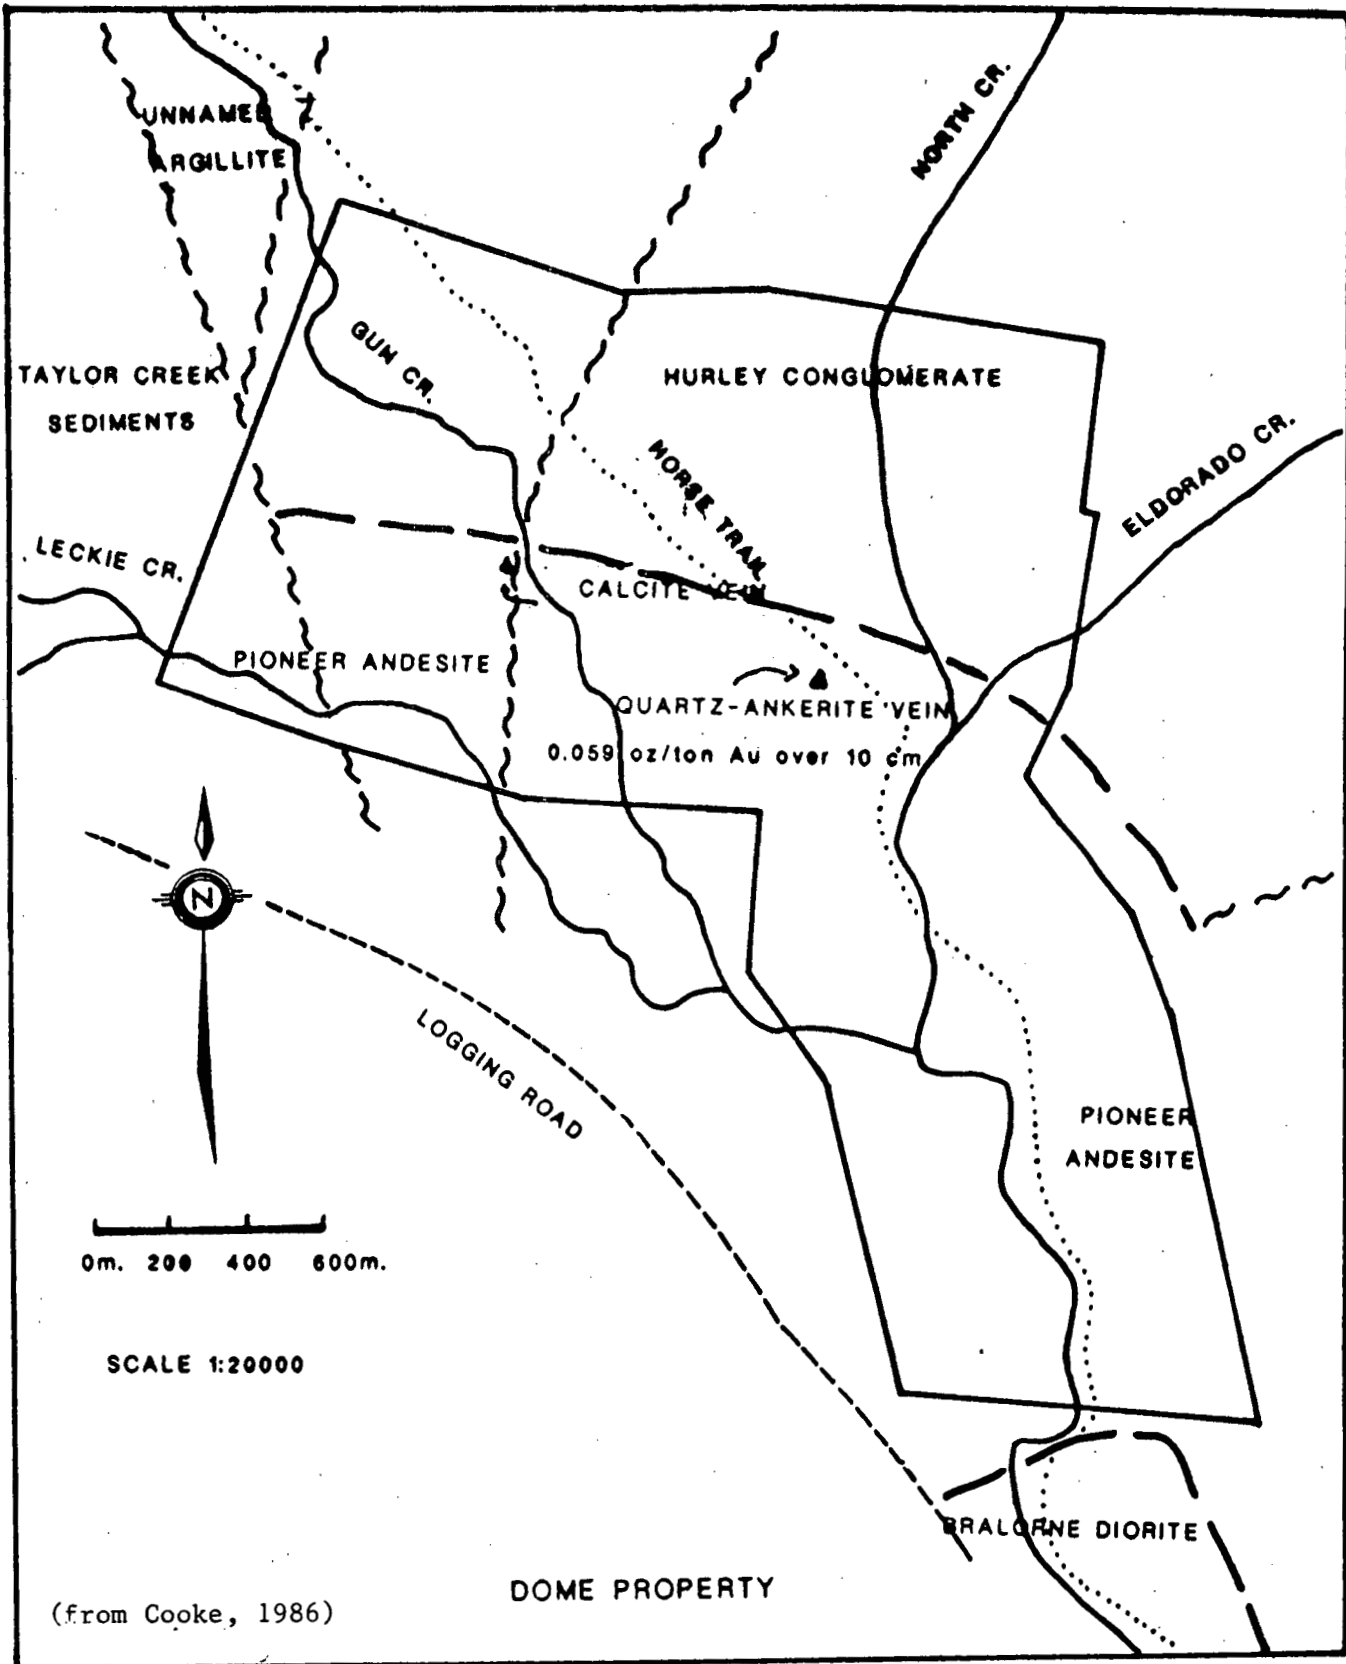 NORTH CR.
UNNAMED
ARGILLITE
GUN CR.
TAYLOR CREEK
SEDIMENTS
HURLEY CONGLOMERATE
HORSE TRAIL
ELDORADO CR.
LECKIE CR.
CALCITE VEIN
PIONEER ANDESITE
QUARTZ-ANKERITE VEIN
0.059 oz/ton Au over 10 cm
N
LOGGING ROAD
PIONEER
ANDESITE
0m. 200 400 600m.
SCALE 1:20000
BRALORNE DIORITE
DOME PROPERTY
(from Cooke, 1986)